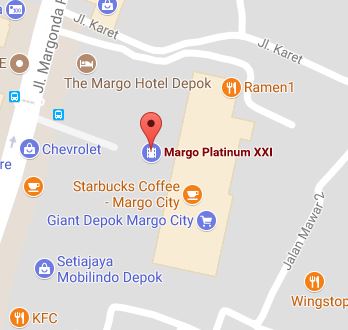 Jl. Karet
Jl. Karet
Jl. Margonda R
E
The Margo Hotel Depok
Ramen1
Chevrolet
re
Margo Platinum XXI
Starbucks Coffee
- Margo City
Giant Depok Margo City
Jalan Mawar 2
Setiajaya
Mobilindo Depok
Wingstop
KFC